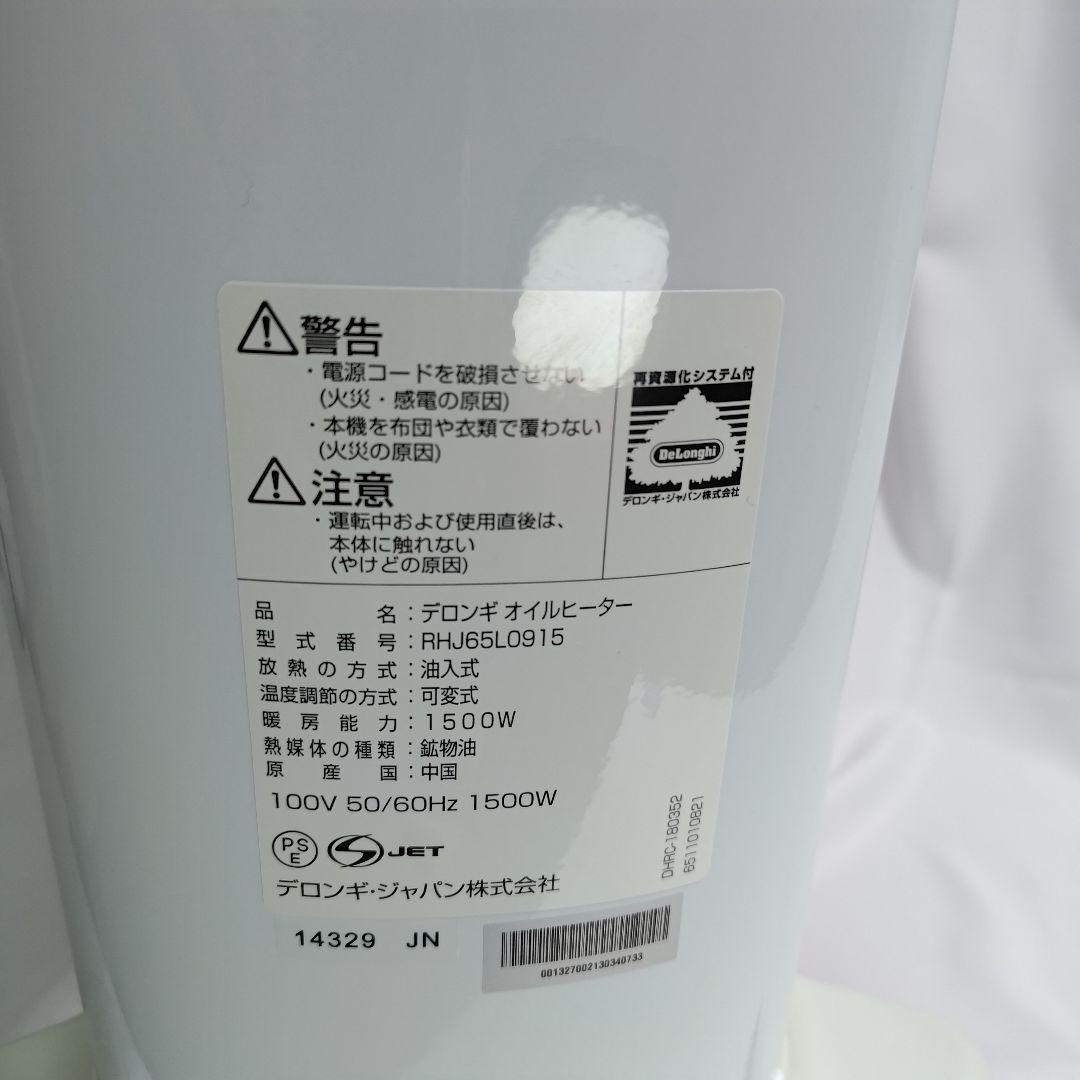 警告
・電源コードを破損させない
(火災・感電の原因)
・本機を布団や衣類で覆わない
(火災の原因)
注意
・運転中および使用直後は、
本体に触れない
(やけどの原因)
再資源化システム付
DeLonghi
デロンギ・ジャパン株式会社
品名：デロンギ オイルヒーター
型式番号：RHJ65L0915
放熱の方式：油入式
温度調節の方式：可変式
暖房能力：1500W
熱媒体の種類：鉱物油
原産国：中国
100V 50/60Hz 1500W
PSE JET
デロンギ・ジャパン株式会社
DHRC-180352
6511010821
14329 JN
001327002130340733